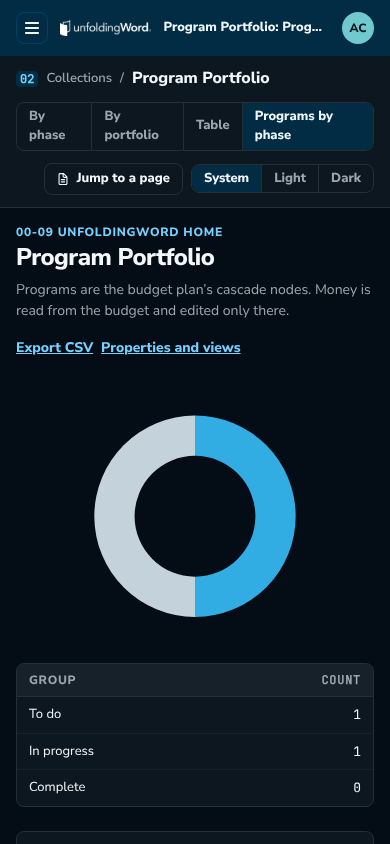 unfoldingWord. Program Portfolio: Prog... AC
02 Collections / Program Portfolio
By phase
By portfolio
Table
Programs by phase
Jump to a page
System Light Dark
00-09 UNFOLDINGWORD HOME
Program Portfolio
Programs are the budget plan's cascade nodes. Money is
read from the budget and edited only there.
Export CSV Properties and views
GROUP COUNT
To do 1
In progress 1
Complete 0